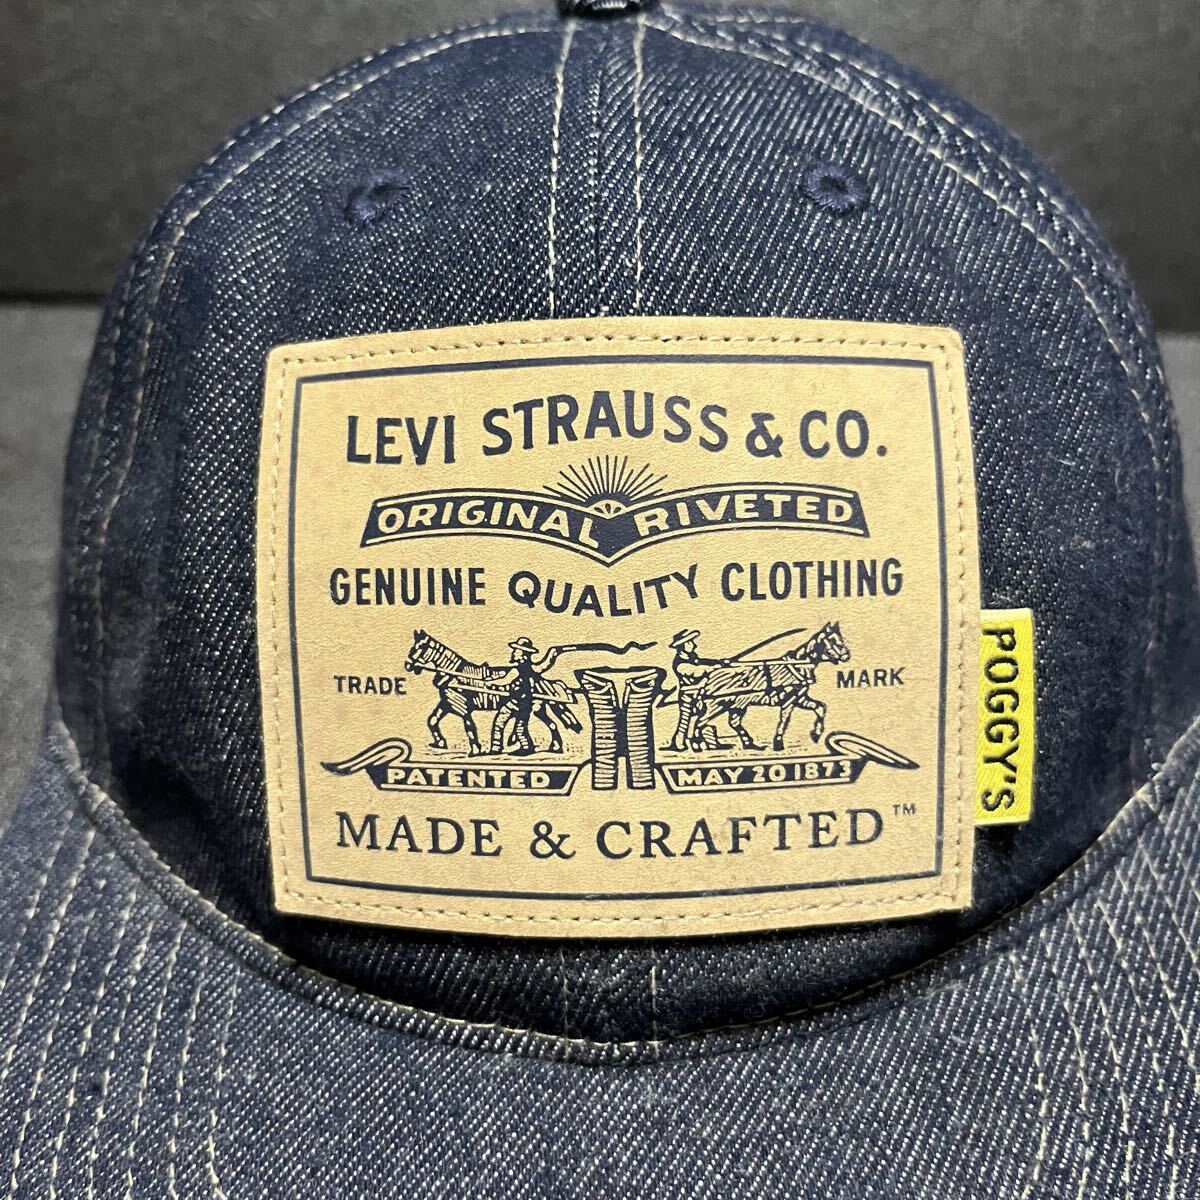 LEVI STRAUSS & CO.
ORIGINAL RIVETED
GENUINE QUALITY CLOTHING
TRADE MARK
PATENTED MAY 20 1873
MADE & CRAFTED™
POGGY'S